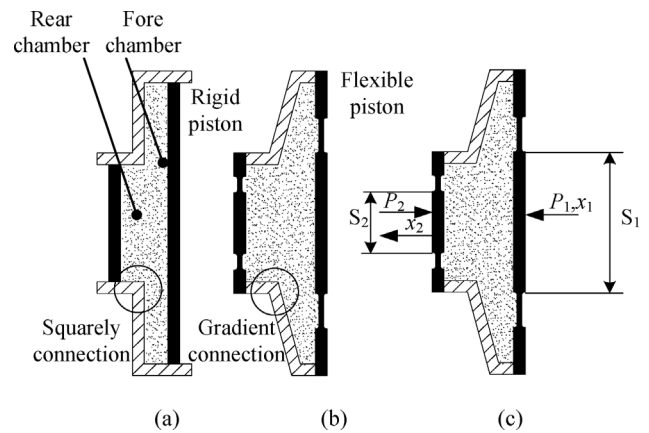 Rear
chamber
Fore
chamber
Rigid
piston
Flexible
piston
P2
x2
S2
P1,x1
S1
Squarely
connection
Gradient
connection
(a)
(b)
(c)